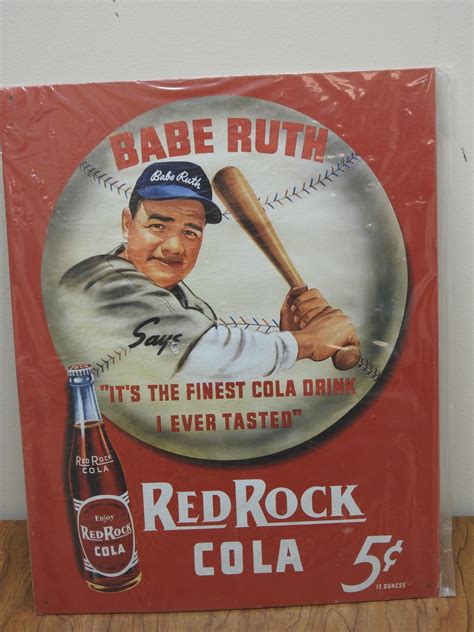 BABE RUTH
Babe Ruth
Says
"IT'S THE FINEST COLA DRINK
I EVER TASTED"
RED ROCK
COLA
Enjoy
RED ROCK
COLA
RED ROCK
COLA
5¢
12 OUNCES